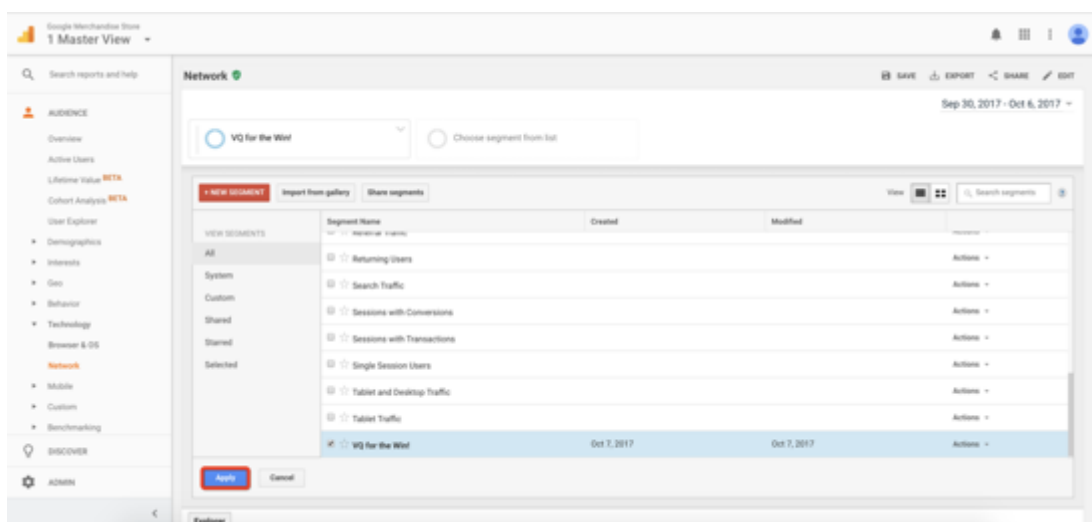 Google Merchandise Store
1 Master View
Search reports and help
Network
SAVE EXPORT SHARE EDIT
Sep 30, 2017 - Oct 6, 2017
AUDIENCE
Overview
Active Users
Lifetime Value BETA
Cohort Analysis BETA
User Explorer
Demographics
Interests
Geo
Behavior
Technology
Browser & OS
Network
Mobile
Custom
Benchmarking
DISCOVER
ADMIN
VQ for the Win!
Choose segment from list
+ NEW SEGMENT Import from gallery Share segments
View Search segments
VIEW SEGMENTS
All
System
Custom
Shared
Starred
Selected
Segment Name Created Modified
Referral Traffic Actions
Returning Users Actions
Search Traffic Actions
Sessions with Conversions Actions
Sessions with Transactions Actions
Single Session Users Actions
Tablet and Desktop Traffic Actions
Tablet Traffic Actions
VQ for the Win! Oct 7, 2017 Oct 7, 2017 Actions
Apply Cancel
Explorer